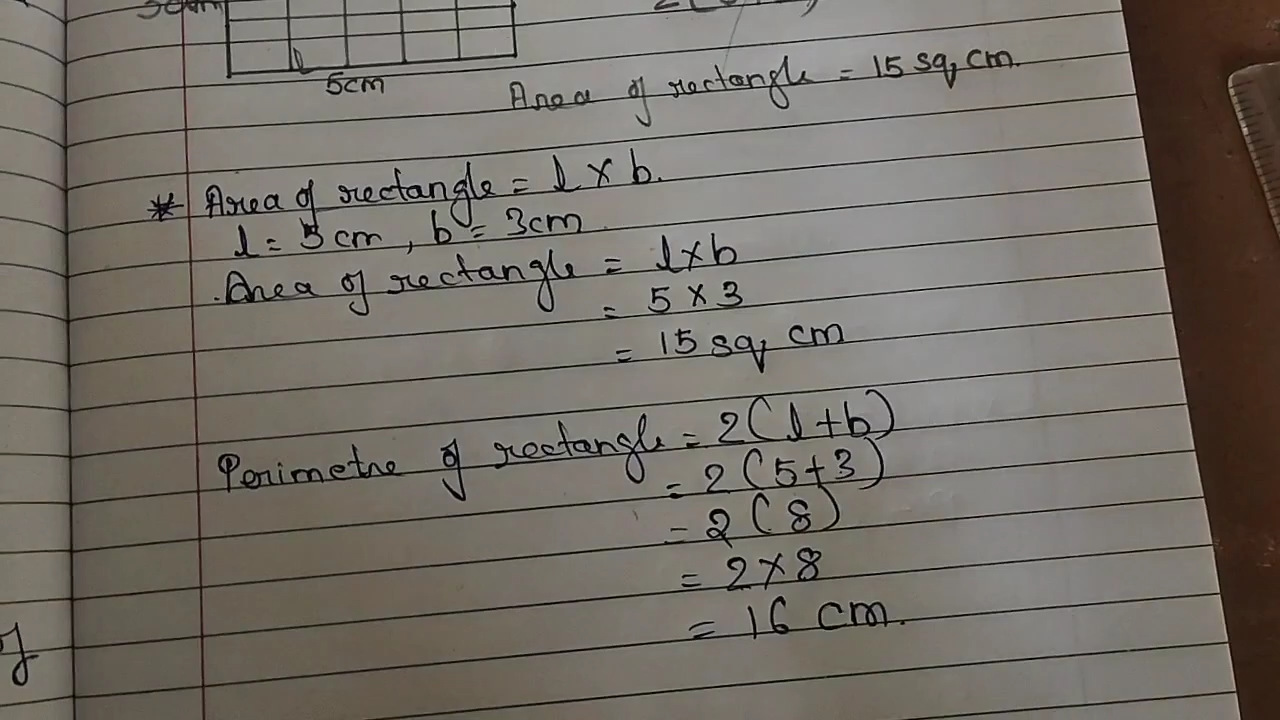 5cm
Area of rectangle = 15 sq, cm.
* Area of rectangle = l × b.
l = 5 cm, b = 3cm
Area of rectangle = l×b
= 5 × 3
= 15 sq, cm
Perimetre of rectangle = 2(l+b)
= 2(5+3)
= 2(8)
= 2×8
= 16 cm.